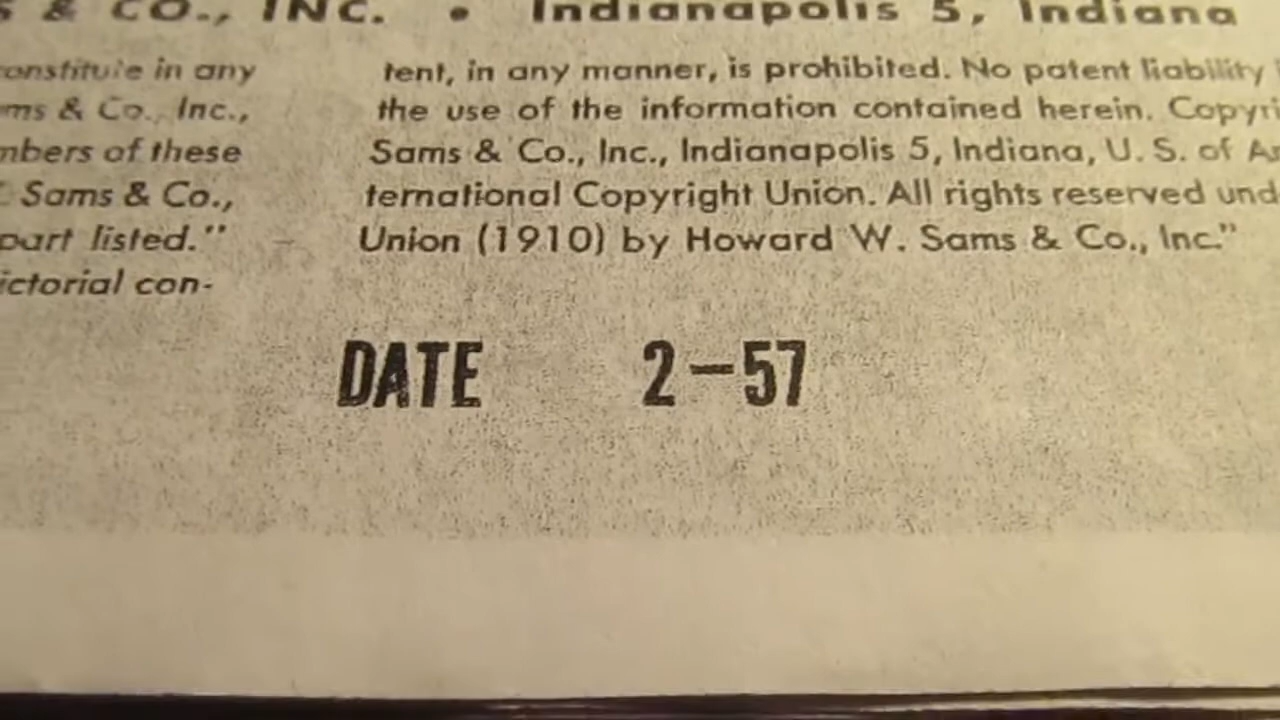 & CO., INC. • Indianapolis 5, Indiana
constitute in any
ms & Co., Inc.,
mbers of these
Sams & Co.,
part listed."
ictorial con-
tent, in any manner, is prohibited. No patent liability
the use of the information contained herein. Copyri
Sams & Co., Inc., Indianapolis 5, Indiana, U. S. of Am
ternational Copyright Union. All rights reserved und
Union (1910) by Howard W. Sams & Co., Inc."
DATE 2-57